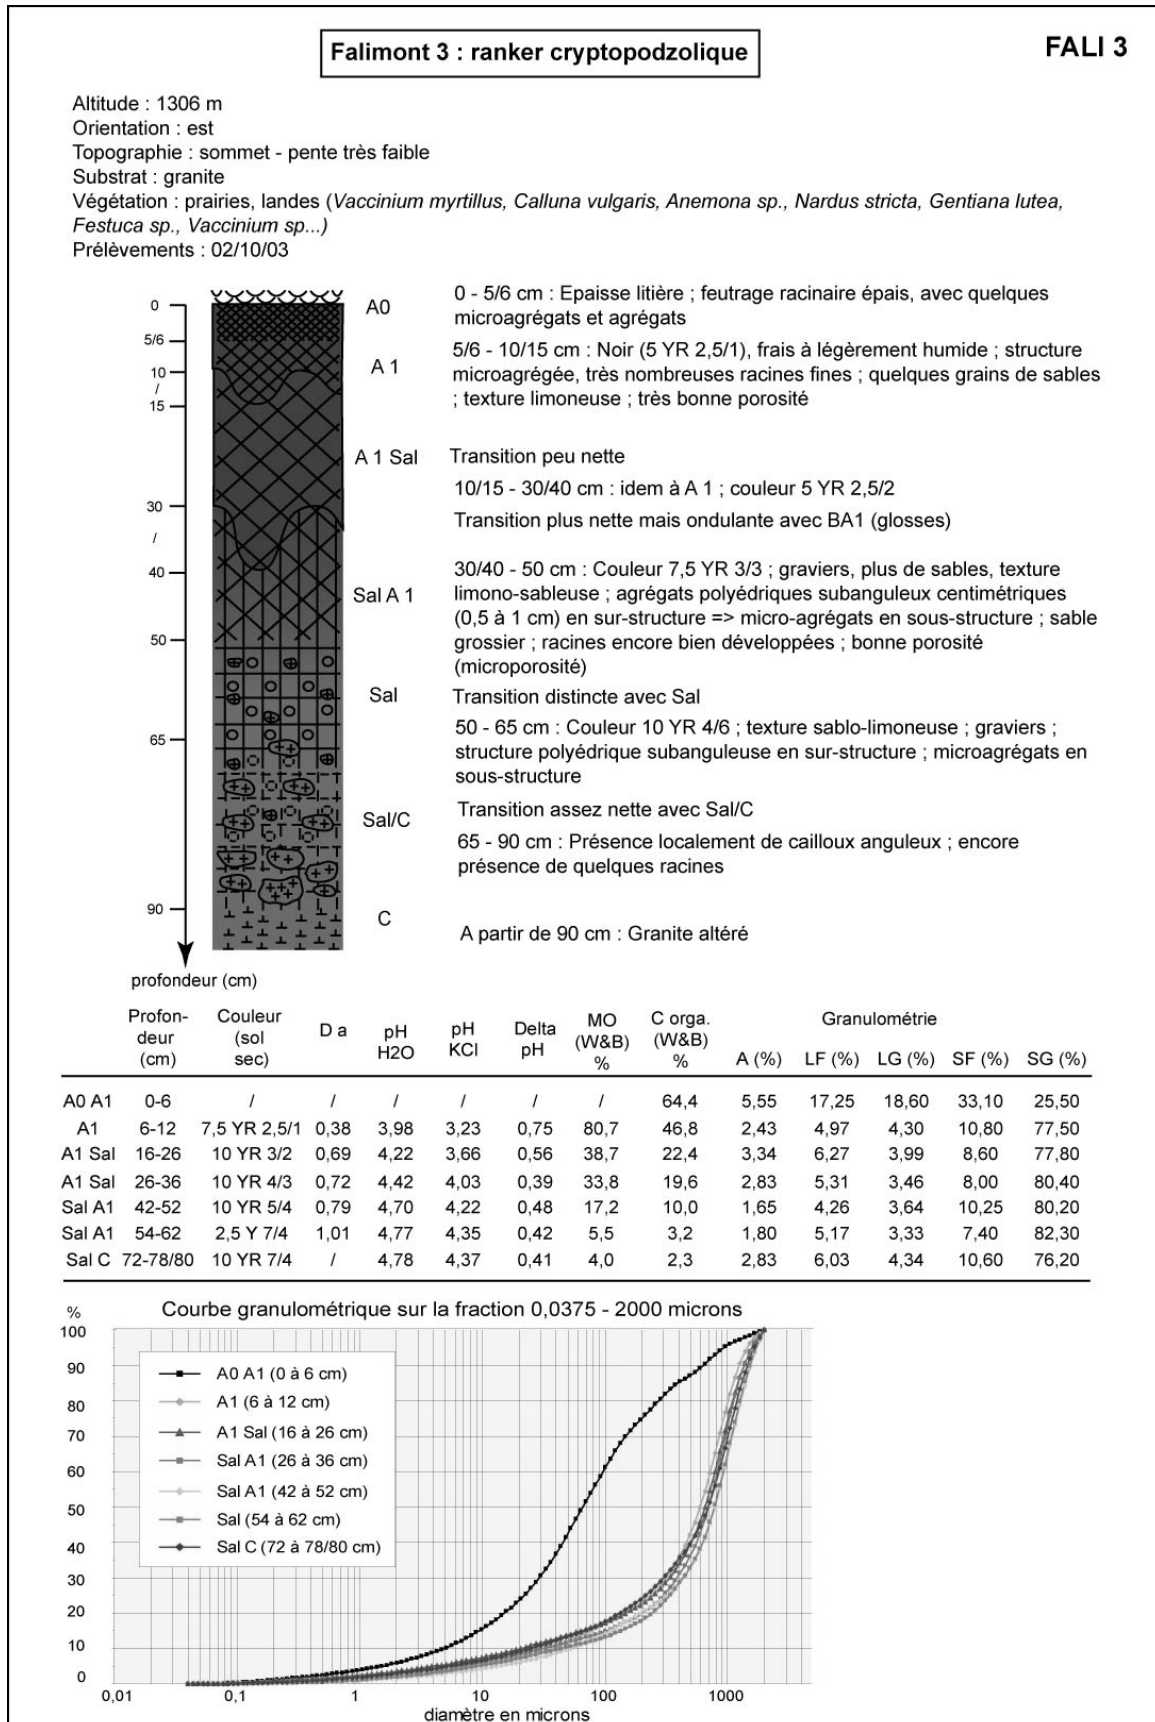 Falimont 3 : ranker cryptopodzolique
FALI 3
Altitude : 1306 m
Orientation : est
Topographie : sommet - pente très faible
Substrat : granite
Végétation : prairies, landes (Vaccinium myrtillus, Calluna vulgaris, Anemona sp., Nardus stricta, Gentiana lutea,
Festuca sp., Vaccinium sp...)
Prélèvements : 02/10/03
0
5/6
10
/
15
30
/
40
50
65
90
profondeur (cm)
A0
A 1
A 1 Sal
Sal A 1
Sal
Sal/C
C
0 - 5/6 cm : Epaisse litière ; feutrage racinaire épais, avec quelques
microagrégats et agrégats
5/6 - 10/15 cm : Noir (5 YR 2,5/1), frais à légèrement humide ; structure
microagrégée, très nombreuses racines fines ; quelques grains de sables
; texture limoneuse ; très bonne porosité
Transition peu nette
10/15 - 30/40 cm : idem à A 1 ; couleur 5 YR 2,5/2
Transition plus nette mais ondulante avec BA1 (glosses)
30/40 - 50 cm : Couleur 7,5 YR 3/3 ; graviers, plus de sables, texture
limono-sableuse ; agrégats polyédriques subanguleux centimétriques
(0,5 à 1 cm) en sur-structure => micro-agrégats en sous-structure ; sable
grossier ; racines encore bien développées ; bonne porosité
(microporosité)
Transition distincte avec Sal
50 - 65 cm : Couleur 10 YR 4/6 ; texture sablo-limoneuse ; graviers ;
structure polyédrique subanguleuse en sur-structure ; microagrégats en
sous-structure
Transition assez nette avec Sal/C
65 - 90 cm : Présence localement de cailloux anguleux ; encore
présence de quelques racines
A partir de 90 cm : Granite altéré
Profon- Couleur D a pH pH Delta MO C orga. Granulométrie
deur (sol H2O KCl pH (W&B) (W&B)
(cm) sec) % % A (%) LF (%) LG (%) SF (%) SG (%)
A0 A1 0-6 / / / / / / 64,4 5,55 17,25 18,60 33,10 25,50
A1 6-12 7,5 YR 2,5/1 0,38 3,98 3,23 0,75 80,7 46,8 2,43 4,97 4,30 10,80 77,50
A1 Sal 16-26 10 YR 3/2 0,69 4,22 3,66 0,56 38,7 22,4 3,34 6,27 3,99 8,60 77,80
A1 Sal 26-36 10 YR 4/3 0,72 4,42 4,03 0,39 33,8 19,6 2,83 5,31 3,46 8,00 80,40
Sal A1 42-52 10 YR 5/4 0,79 4,70 4,22 0,48 17,2 10,0 1,65 4,26 3,64 10,25 80,20
Sal A1 54-62 2,5 Y 7/4 1,01 4,77 4,35 0,42 5,5 3,2 1,80 5,17 3,33 7,40 82,30
Sal C 72-78/80 10 YR 7/4 / 4,78 4,37 0,41 4,0 2,3 2,83 6,03 4,34 10,60 76,20
% Courbe granulométrique sur la fraction 0,0375 - 2000 microns
100
90
80
70
60
50
40
30
20
10
0
A0 A1 (0 à 6 cm)
A1 (6 à 12 cm)
A1 Sal (16 à 26 cm)
Sal A1 (26 à 36 cm)
Sal A1 (42 à 52 cm)
Sal (54 à 62 cm)
Sal C (72 à 78/80 cm)
0,01 0,1 1 10 100 1000
diamètre en microns